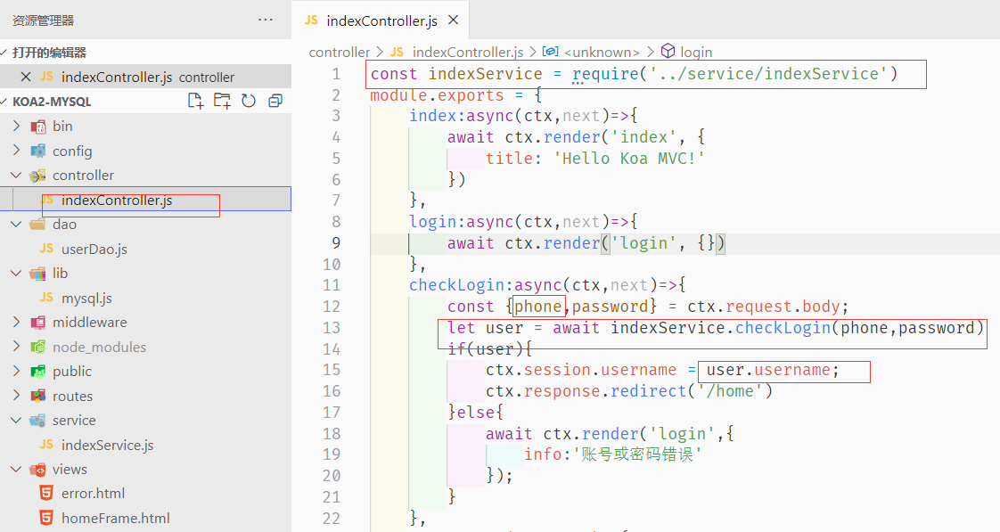 资源管理器 ···
打开的编辑器
JS indexController.js controller
KOA2-MYSQL
bin
config
controller
JS indexController.js
dao
JS userDao.js
lib
JS mysql.js
middleware
node_modules
public
routes
service
JS indexService.js
views
error.html
homeFrame.html
JS indexController.js
controller > JS indexController.js > <unknown> > login
1 const indexService = require('../service/indexService')
2 module.exports = {
3 index:async(ctx,next)=>{
4 await ctx.render('index', {
5 title: 'Hello Koa MVC!'
6 })
7 },
8 login:async(ctx,next)=>{
9 await ctx.render('login', {})
10 },
11 checkLogin:async(ctx,next)=>{
12 const {phone,password} = ctx.request.body;
13 let user = await indexService.checkLogin(phone,password)
14 if(user){
15 ctx.session.username = user.username;
16 ctx.response.redirect('/home')
17 }else{
18 await ctx.render('login',{
19 info:'账号或密码错误'
20 });
21 }
22 },